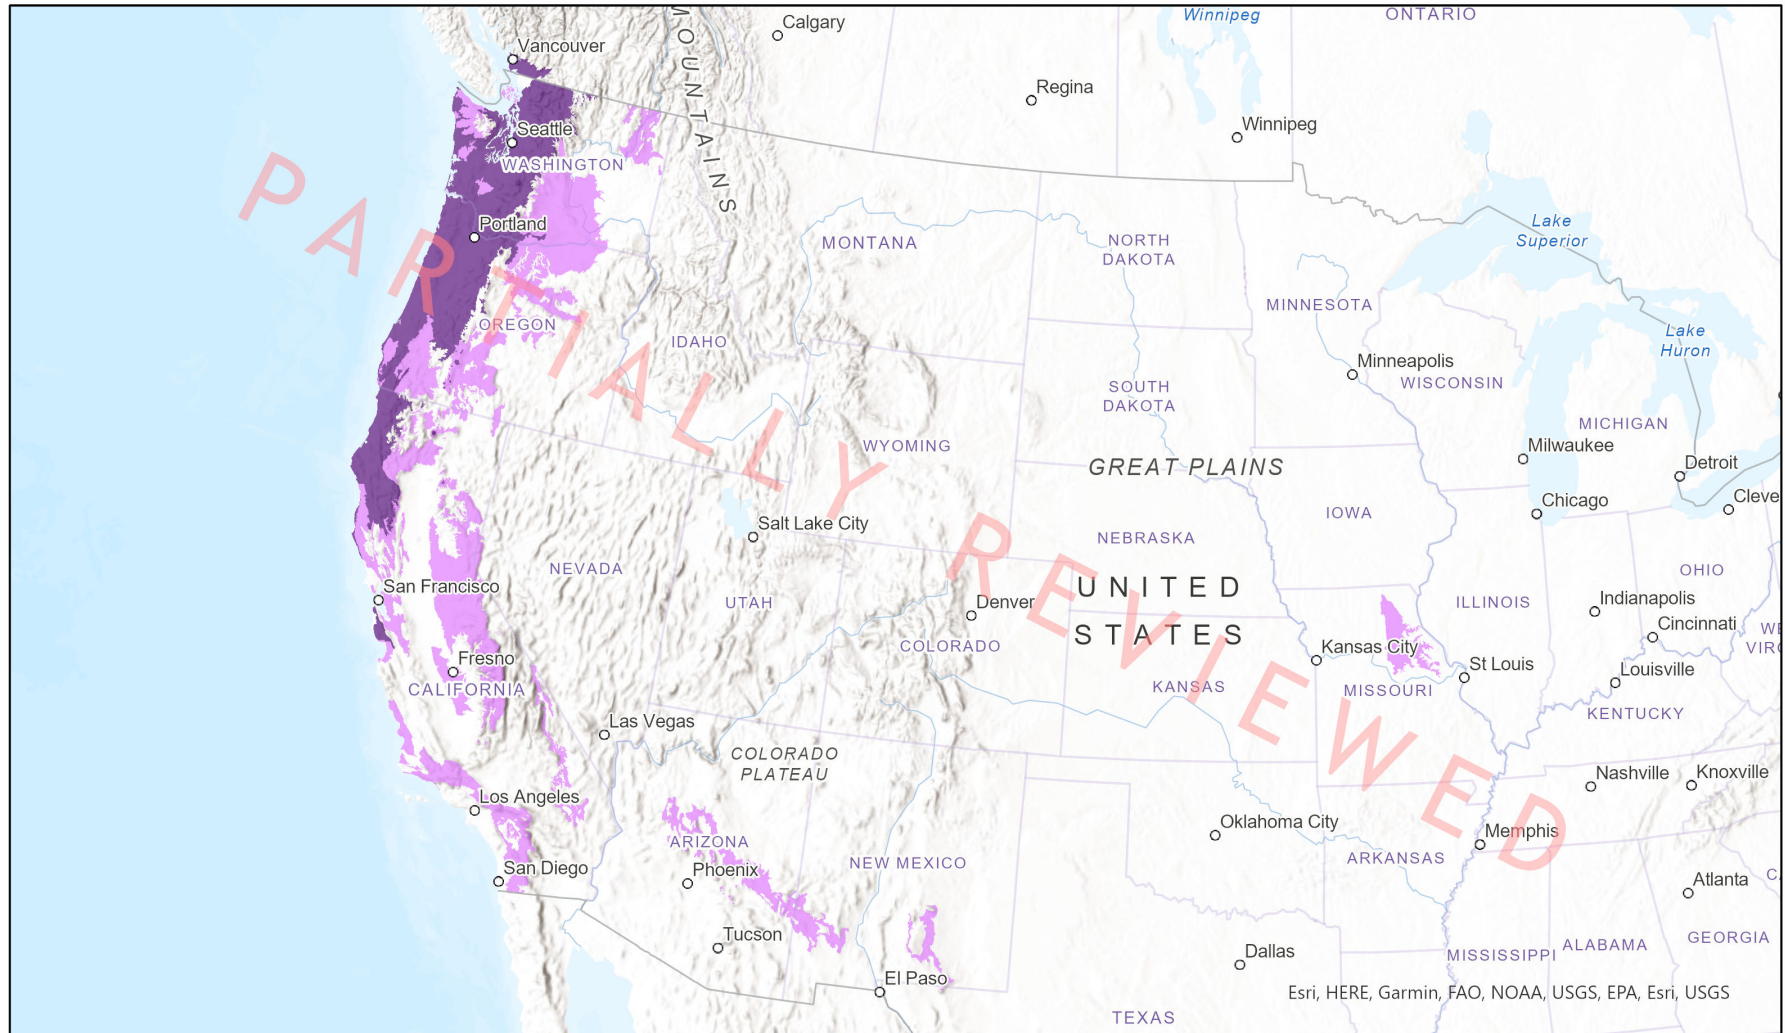 Calgary
Winnipeg
ONTARIO
Vancouver
MOUNTAINS
Regina
Winnipeg
Seattle
WASHINGTON
Portland
Lake
Superior
MONTANA
NORTH
DAKOTA
MINNESOTA
OREGON
IDAHO
Lake
Huron
Minneapolis
WISCONSIN
SOUTH
DAKOTA
MICHIGAN
WYOMING
GREAT PLAINS
Milwaukee
Detroit
Chicago
Cleve
Salt Lake City
IOWA
NEBRASKA
NEVADA
OHIO
San Francisco
UTAH
Denver
UNITED
STATES
ILLINOIS
Indianapolis
Cincinnati
WE
VIRG
COLORADO
Kansas City
St Louis
Louisville
Fresno
CALIFORNIA
KANSAS
MISSOURI
KENTUCKY
Las Vegas
COLORADO
PLATEAU
Nashville
Knoxville
Los Angeles
Oklahoma City
Memphis
ARIZONA
NEW MEXICO
ARKANSAS
San Diego
Phoenix
Atlanta
C
Tucson
Dallas
MISSISSIPPI
ALABAMA
GEORGIA
El Paso
Esri, HERE, Garmin, FAO, NOAA, USGS, EPA, Esri, USGS
TEXAS
PARTIALLY REVIEWED